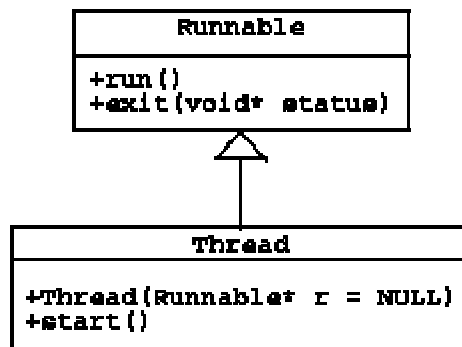 Runnable
+run()
+exit(void* status)
Thread
+Thread(Runnable* r = NULL)
+start()